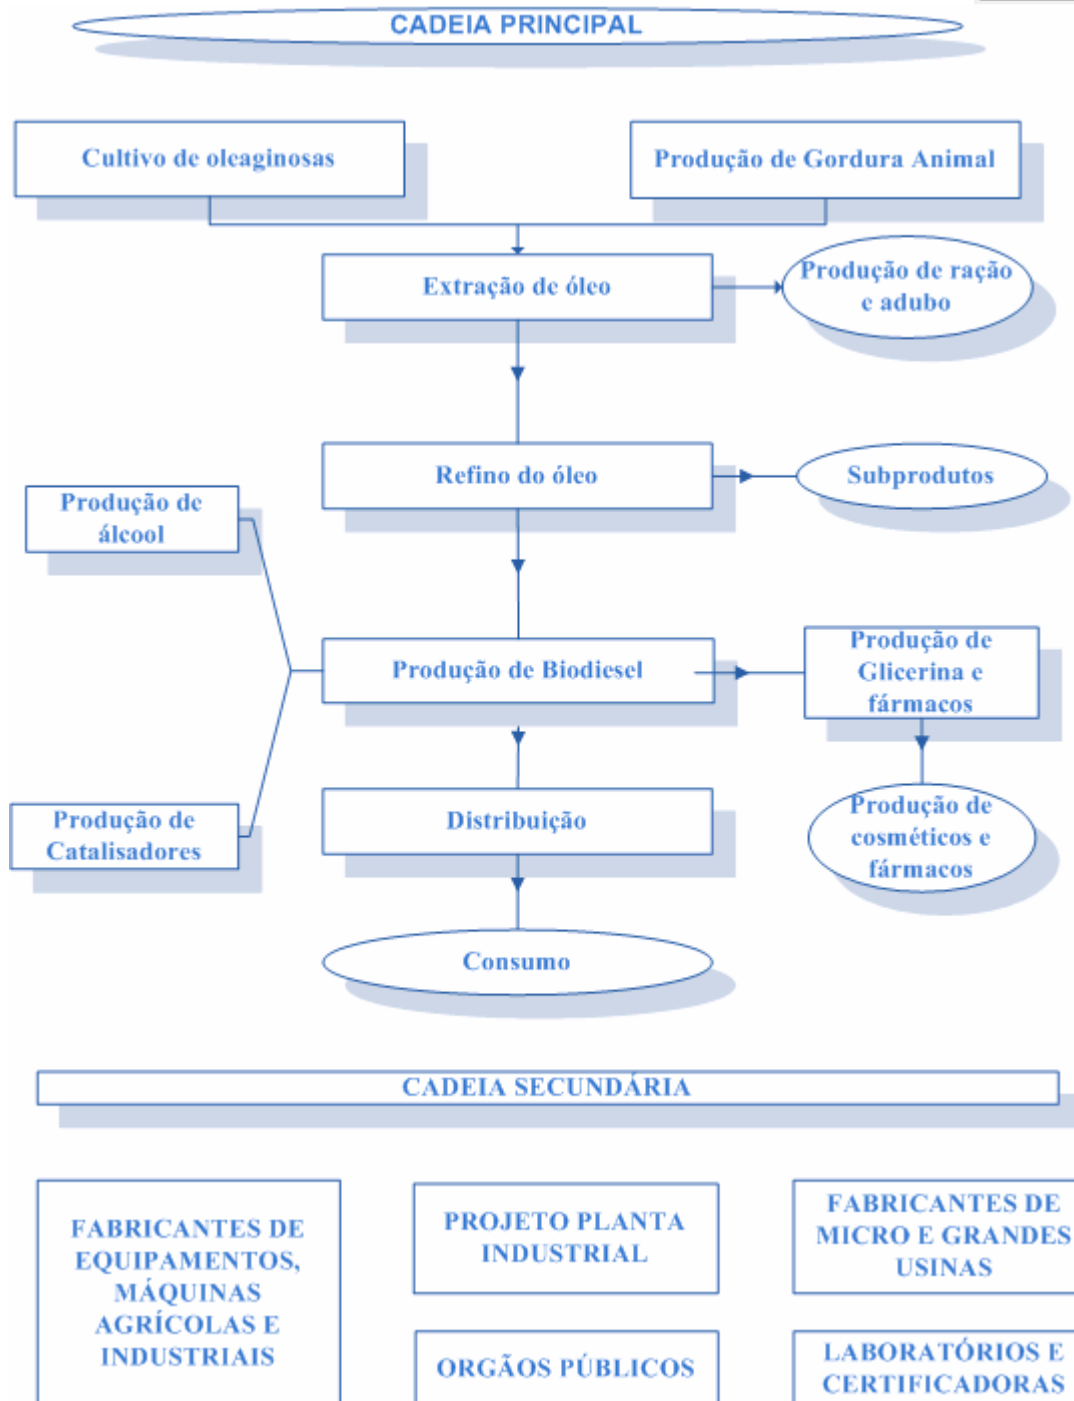 CADEIA PRINCIPAL
Cultivo de oleaginosas
Produção de Gordura Animal
Extração de óleo
Produção de ração
e adubo
Refino do óleo
Subprodutos
Produção de
álcool
Produção de Biodiesel
Produção de
Glicerina e
fármacos
Produção de
Catalisadores
Distribuição
Produção de
cosméticos e
fármacos
Consumo
CADEIA SECUNDÁRIA
FABRICANTES DE
EQUIPAMENTOS,
MÁQUINAS
AGRÍCOLAS E
INDUSTRIAIS
PROJETO PLANTA
INDUSTRIAL
FABRICANTES DE
MICRO E GRANDES
USINAS
ORGÃOS PÚBLICOS
LABORATÓRIOS E
CERTIFICADORAS